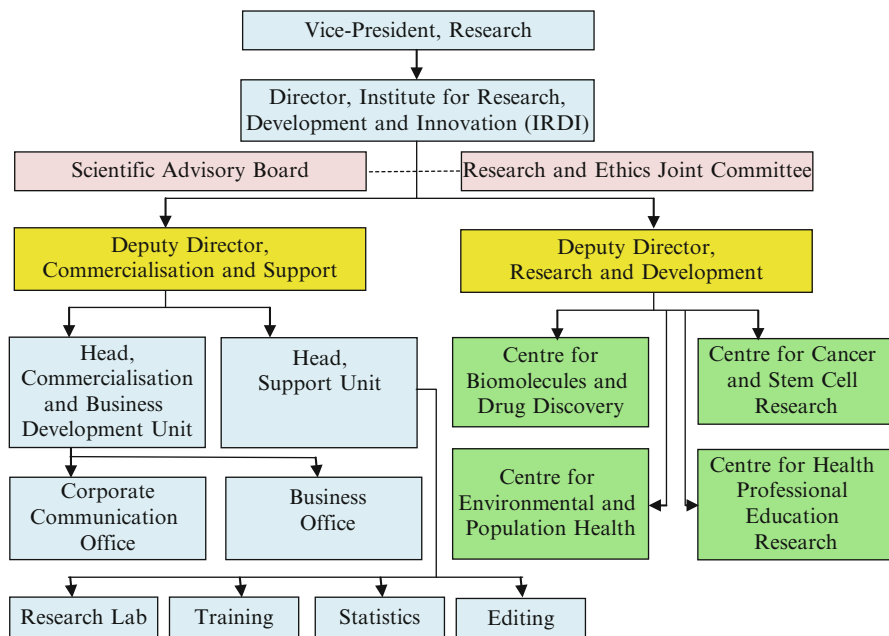 Vice-President, Research
Director, Institute for Research,
Development and Innovation (IRDI)
Scientific Advisory Board
Research and Ethics Joint Committee
Deputy Director,
Commercialisation and Support
Deputy Director,
Research and Development
Head,
Commercialisation
and Business
Development Unit
Head,
Support Unit
Centre for
Biomolecules and
Drug Discovery
Centre for Cancer
and Stem Cell
Research
Corporate
Communication
Office
Business
Office
Centre for
Environmental and
Population Health
Centre for Health
Professional
Education
Research
Research Lab
Training
Statistics
Editing